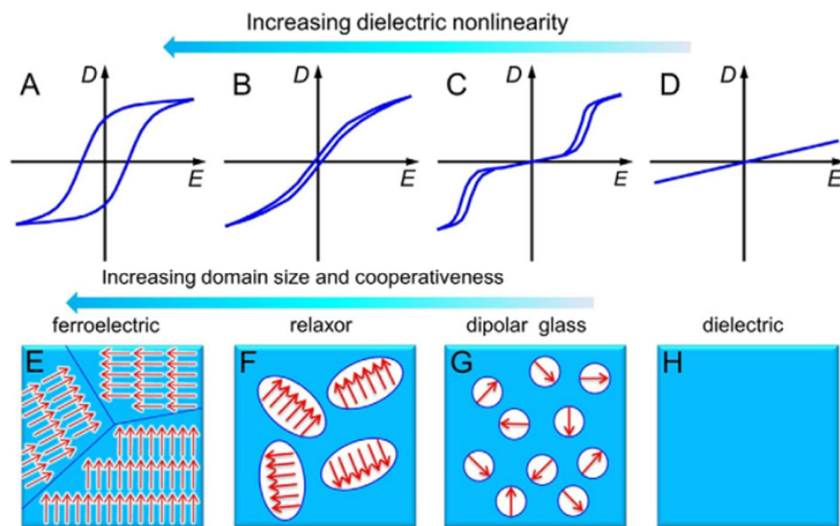 Increasing dielectric nonlinearity
A D E
B D E
C D E
D D E
Increasing domain size and cooperativeness
ferroelectric relaxor dipolar glass dielectric
E F G H